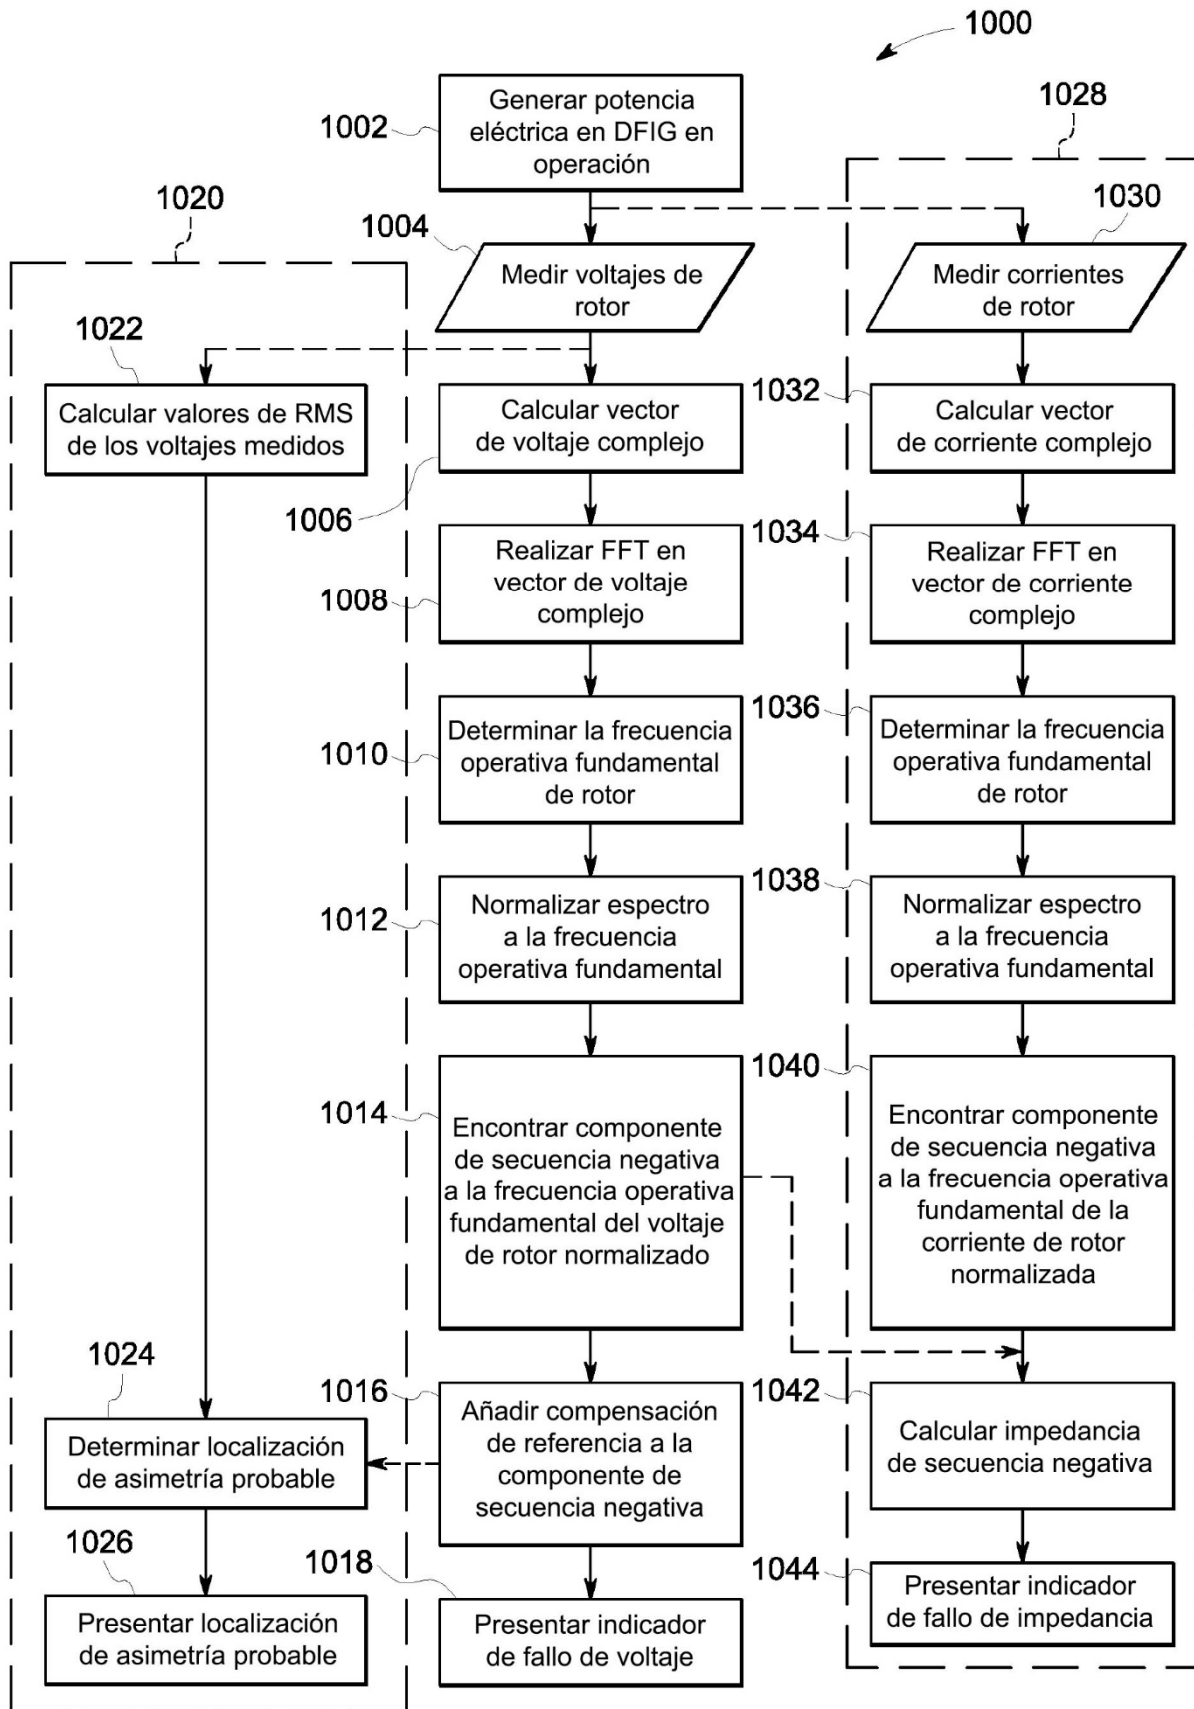 1000
1002
Generar potencia
eléctrica en DFIG en
operación
1028
1020
1004
Medir voltajes de
rotor
1030
Medir corrientes
de rotor
1022
Calcular valores de RMS
de los voltajes medidos
Calcular vector
de voltaje complejo
1006
1032
Calcular vector
de corriente complejo
1008
Realizar FFT en
vector de voltaje
complejo
1034
Realizar FFT en
vector de corriente
complejo
1010
Determinar la frecuencia
operativa fundamental
de rotor
1036
Determinar la frecuencia
operativa fundamental
de rotor
1012
Normalizar espectro
a la frecuencia
operativa fundamental
1038
Normalizar espectro
a la frecuencia
operativa fundamental
1014
Encontrar componente
de secuencia negativa
a la frecuencia operativa
fundamental del voltaje
de rotor normalizado
1040
Encontrar componente
de secuencia negativa
a la frecuencia operativa
fundamental de la
corriente de rotor
normalizada
1024
Determinar localización
de asimetría probable
1016
Añadir compensación
de referencia a la
componente de
secuencia negativa
1042
Calcular impedancia
de secuencia negativa
1026
Presentar localización
de asimetría probable
1018
Presentar indicador
de fallo de voltaje
1044
Presentar indicador
de fallo de impedancia